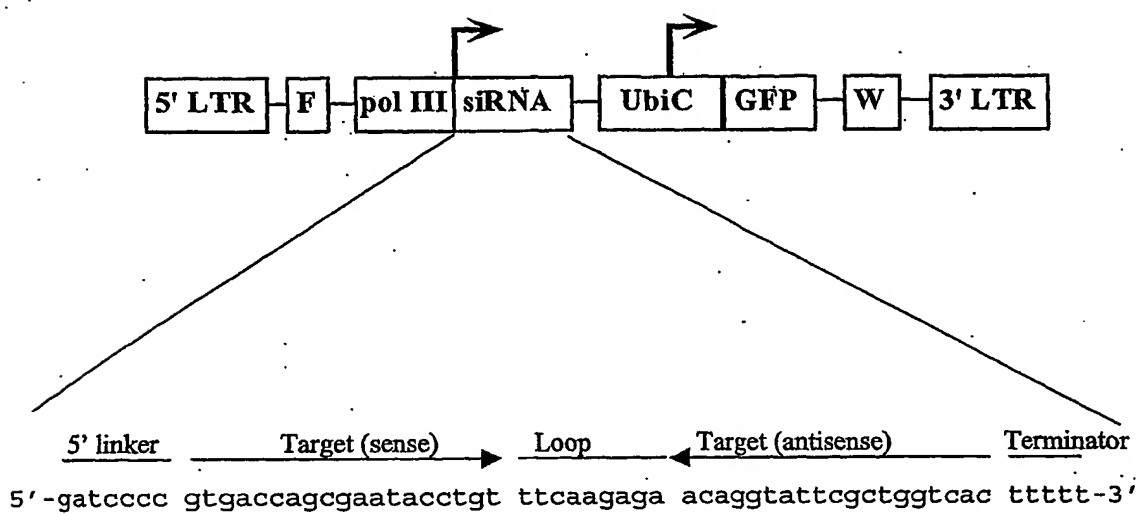 5' LTR F pol III siRNA UbiC GFP W 3' LTR
5' linker Target (sense) Loop Target (antisense) Terminator
5'-gatcccc gtgaccagcgaatacctgt ttcaagaga acaggtattcgctggtcac ttttt-3'